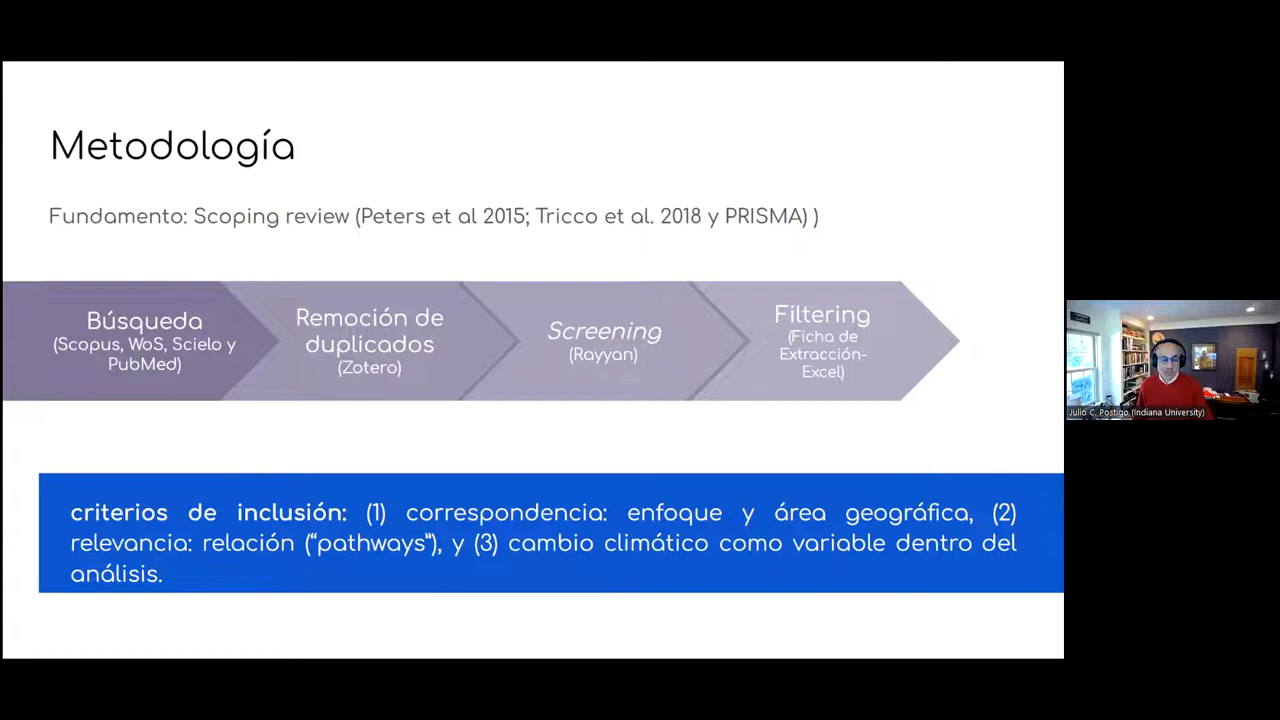 Metodología
Fundamento: Scoping review (Peters et al 2015; Tricco et al. 2018 y PRISMA) )
Búsqueda
(Scopus, WoS, Scielo y
PubMed)
Remoción de
duplicados
(Zotero)
Screening
(Rayyan)
Filtering
(Ficha de
Extracción-
Excel)
criterios de inclusión: (1) correspondencia: enfoque y área geográfica, (2)
relevancia: relación (“pathways”), y (3) cambio climático como variable dentro del
análisis.
Julio C. Postigo (Indiana University)